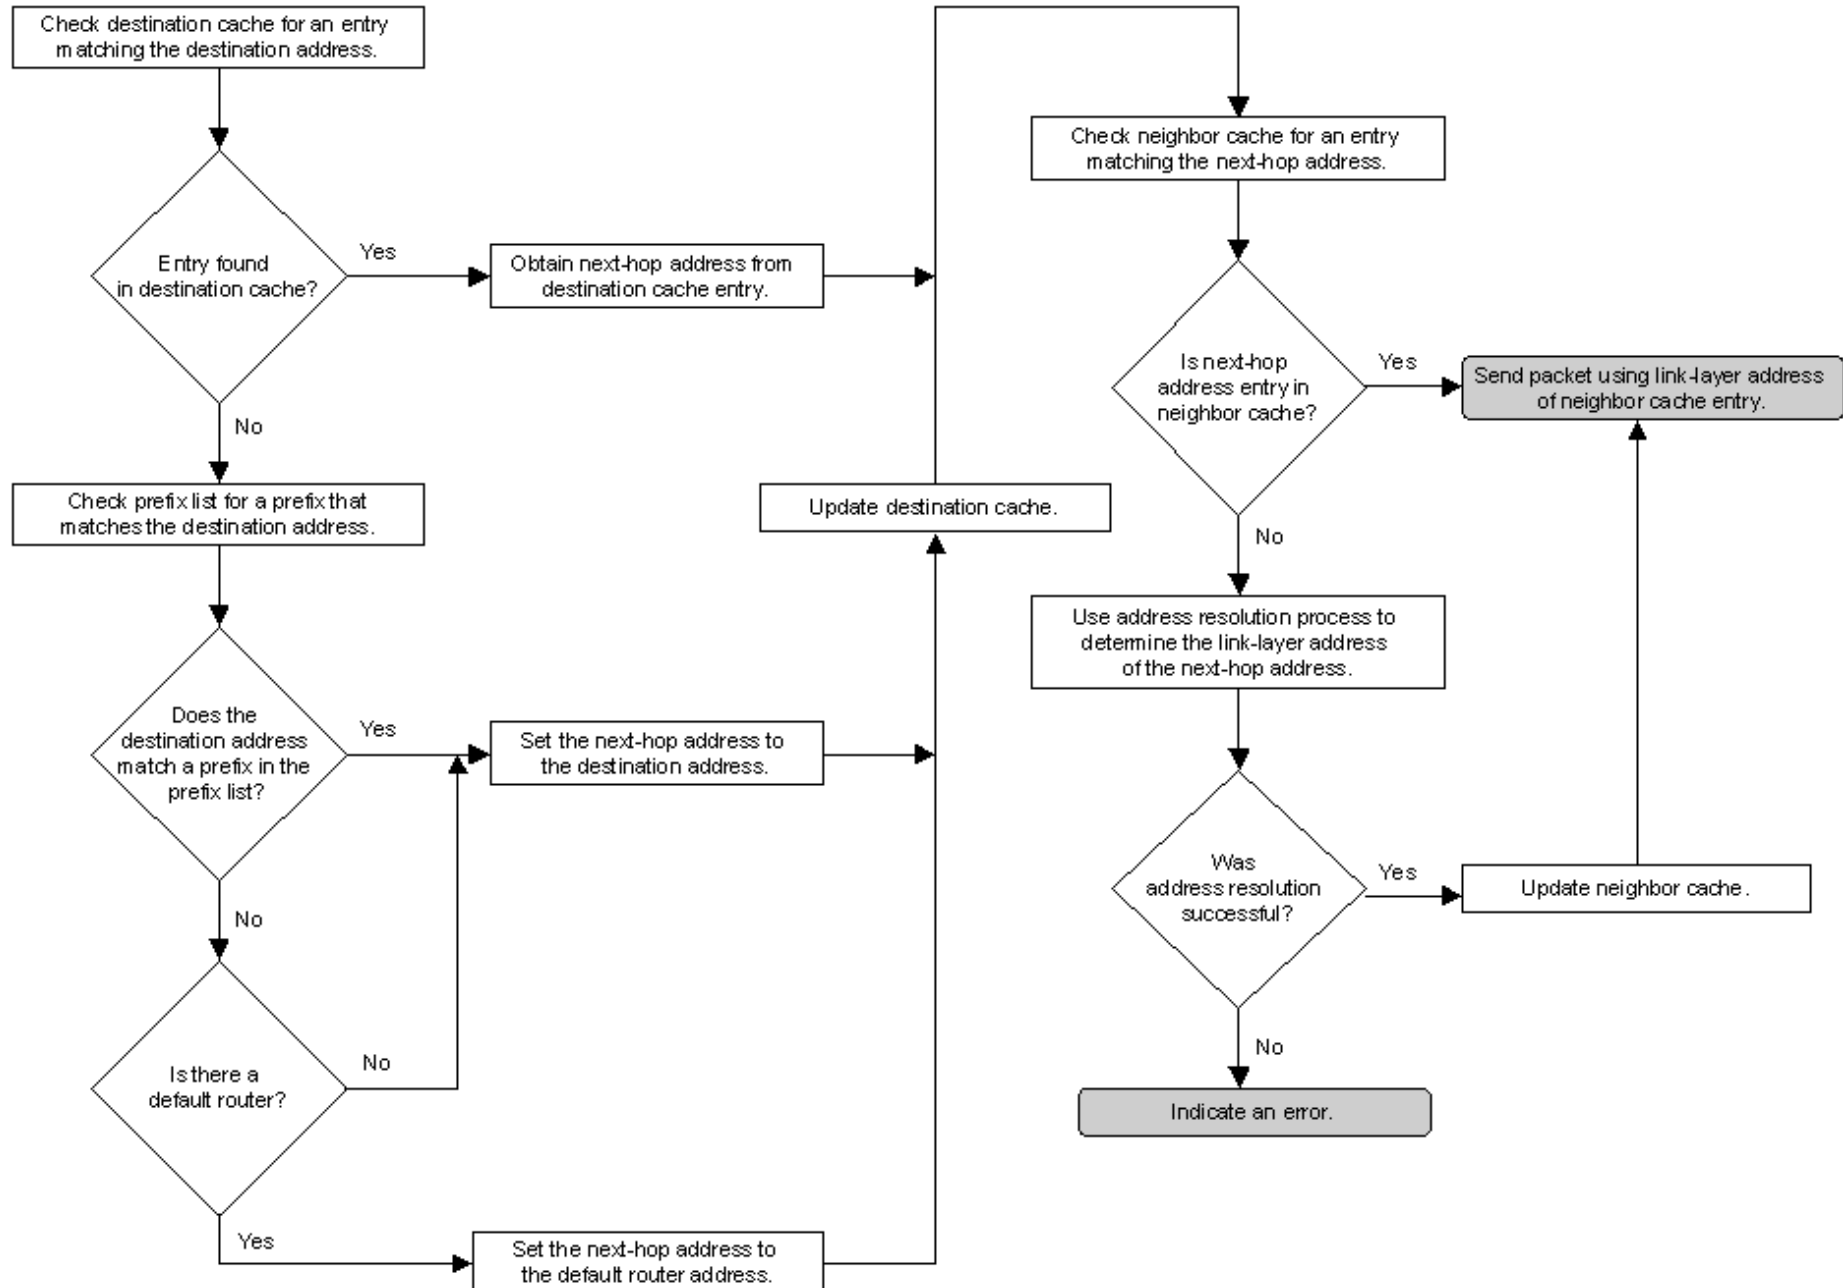 Check destination cache for an entry
matching the destination address.
Entry found
in destination cache?
Yes
Obtain next-hop address from
destination cache entry.
No
Check prefix list for a prefix that
matches the destination address.
Does the
destination address
match a prefix in the
prefix list?
Yes
Set the next-hop address to
the destination address.
No
Is there a
default router?
No
Yes
Set the next-hop address to
the default router address.
Update destination cache.
Check neighbor cache for an entry
matching the next-hop address.
Is next-hop
address entry in
neighbor cache?
Yes
Send packet using link-layer address
of neighbor cache entry.
No
Use address resolution process to
determine the link-layer address
of the next-hop address.
Was
address resolution
successful?
Yes
Update neighbor cache.
No
Indicate an error.